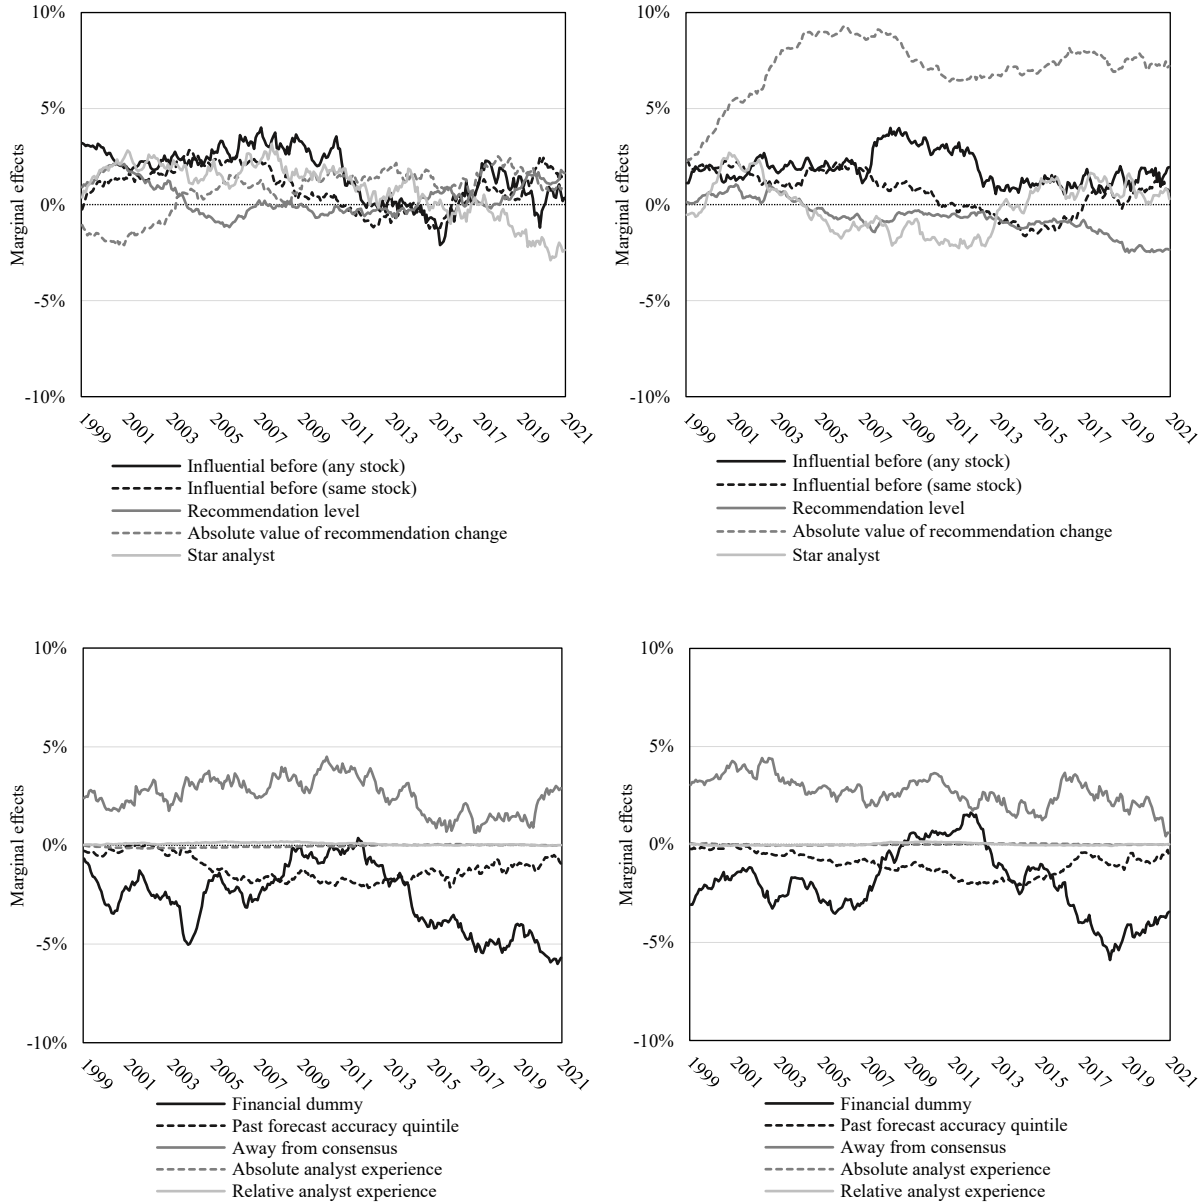 10%
5%
0%
-5%
-10%
Marginal effects
1999
2001
2003
2005
2007
2009
2011
2013
2015
2017
2019
2021
Influential before (any stock)
Influential before (same stock)
Recommendation level
Absolute value of recommendation change
Star analyst
10%
5%
0%
-5%
-10%
Marginal effects
1999
2001
2003
2005
2007
2009
2011
2013
2015
2017
2019
2021
Influential before (any stock)
Influential before (same stock)
Recommendation level
Absolute value of recommendation change
Star analyst
10%
5%
0%
-5%
-10%
Marginal effects
1999
2001
2003
2005
2007
2009
2011
2013
2015
2017
2019
2021
Financial dummy
Past forecast accuracy quintile
Away from consensus
Absolute analyst experience
Relative analyst experience
10%
5%
0%
-5%
-10%
Marginal effects
1999
2001
2003
2005
2007
2009
2011
2013
2015
2017
2019
2021
Financial dummy
Past forecast accuracy quintile
Away from consensus
Absolute analyst experience
Relative analyst experience